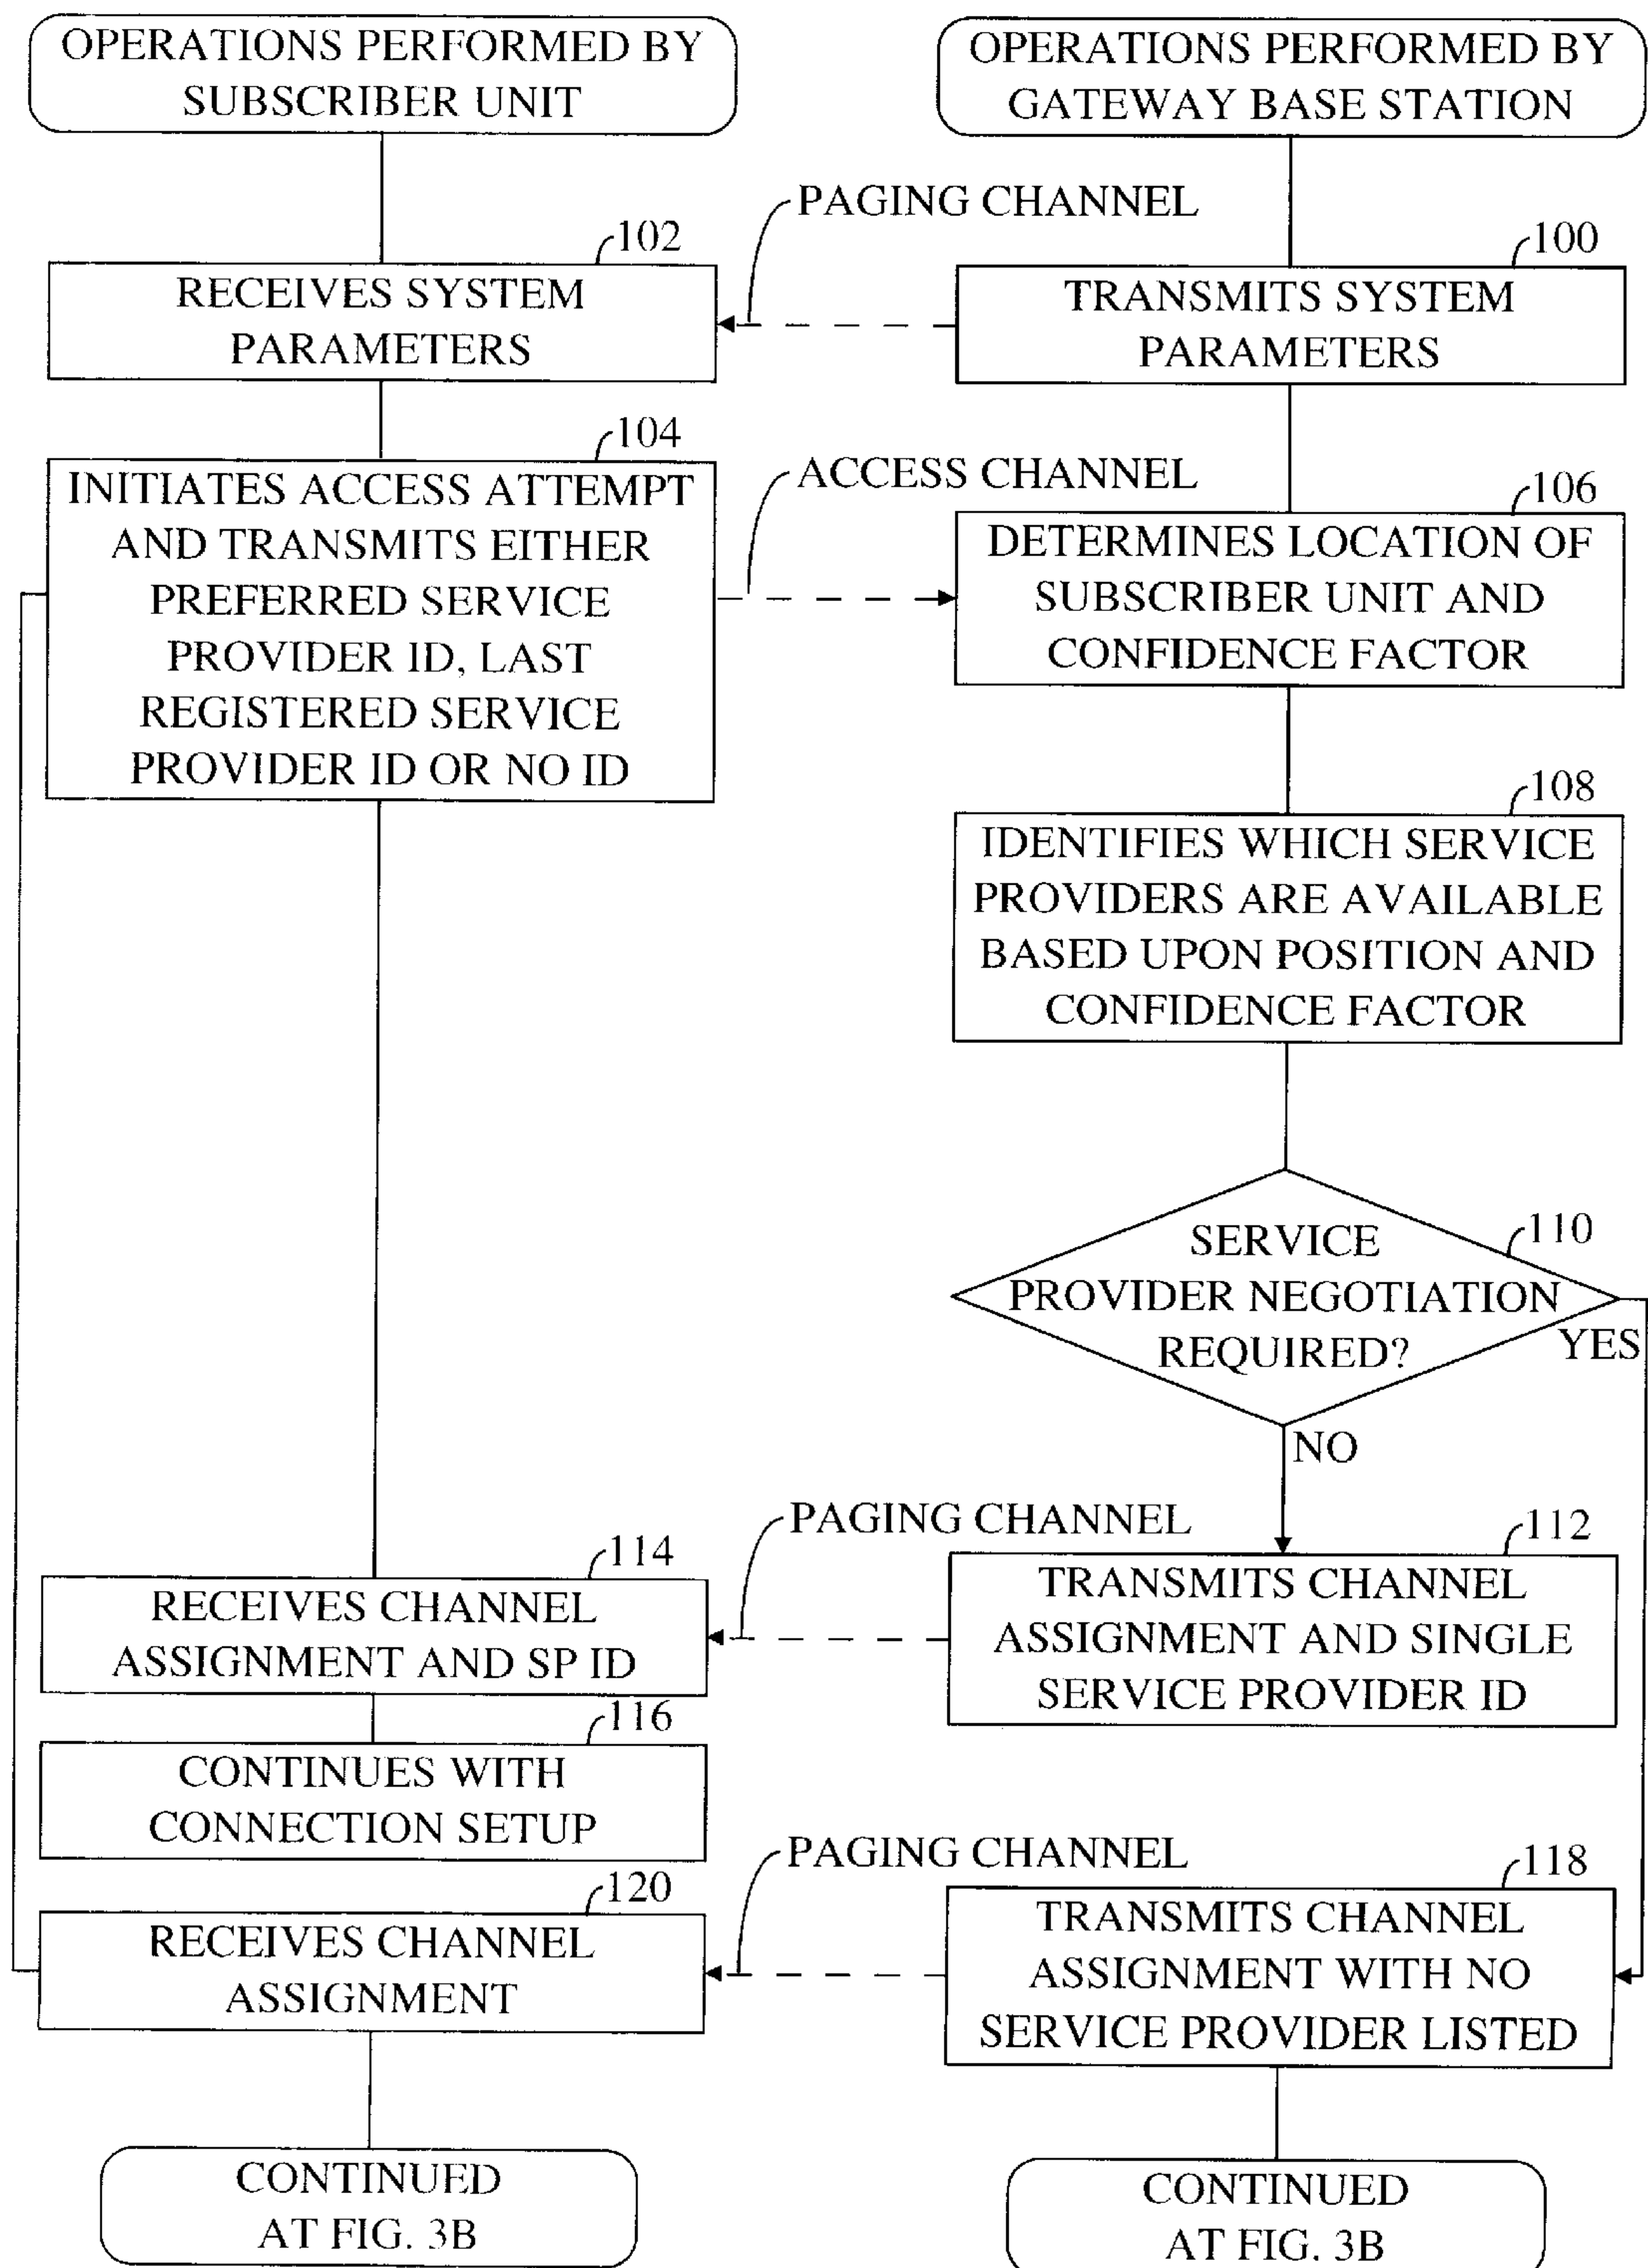 OPERATIONS PERFORMED BY
SUBSCRIBER UNIT
OPERATIONS PERFORMED BY
GATEWAY BASE STATION
PAGING CHANNEL
102
RECEIVES SYSTEM
PARAMETERS
100
TRANSMITS SYSTEM
PARAMETERS
104
INITIATES ACCESS ATTEMPT
AND TRANSMITS EITHER
PREFERRED SERVICE
PROVIDER ID, LAST
REGISTERED SERVICE
PROVIDER ID OR NO ID
ACCESS CHANNEL
106
DETERMINES LOCATION OF
SUBSCRIBER UNIT AND
CONFIDENCE FACTOR
108
IDENTIFIES WHICH SERVICE
PROVIDERS ARE AVAILABLE
BASED UPON POSITION AND
CONFIDENCE FACTOR
110
SERVICE
PROVIDER NEGOTIATION
REQUIRED?
YES
NO
PAGING CHANNEL
112
TRANSMITS CHANNEL
ASSIGNMENT AND SINGLE
SERVICE PROVIDER ID
114
RECEIVES CHANNEL
ASSIGNMENT AND SP ID
116
CONTINUES WITH
CONNECTION SETUP
PAGING CHANNEL
118
TRANSMITS CHANNEL
ASSIGNMENT WITH NO
SERVICE PROVIDER LISTED
120
RECEIVES CHANNEL
ASSIGNMENT
CONTINUED
AT FIG. 3B
CONTINUED
AT FIG. 3B